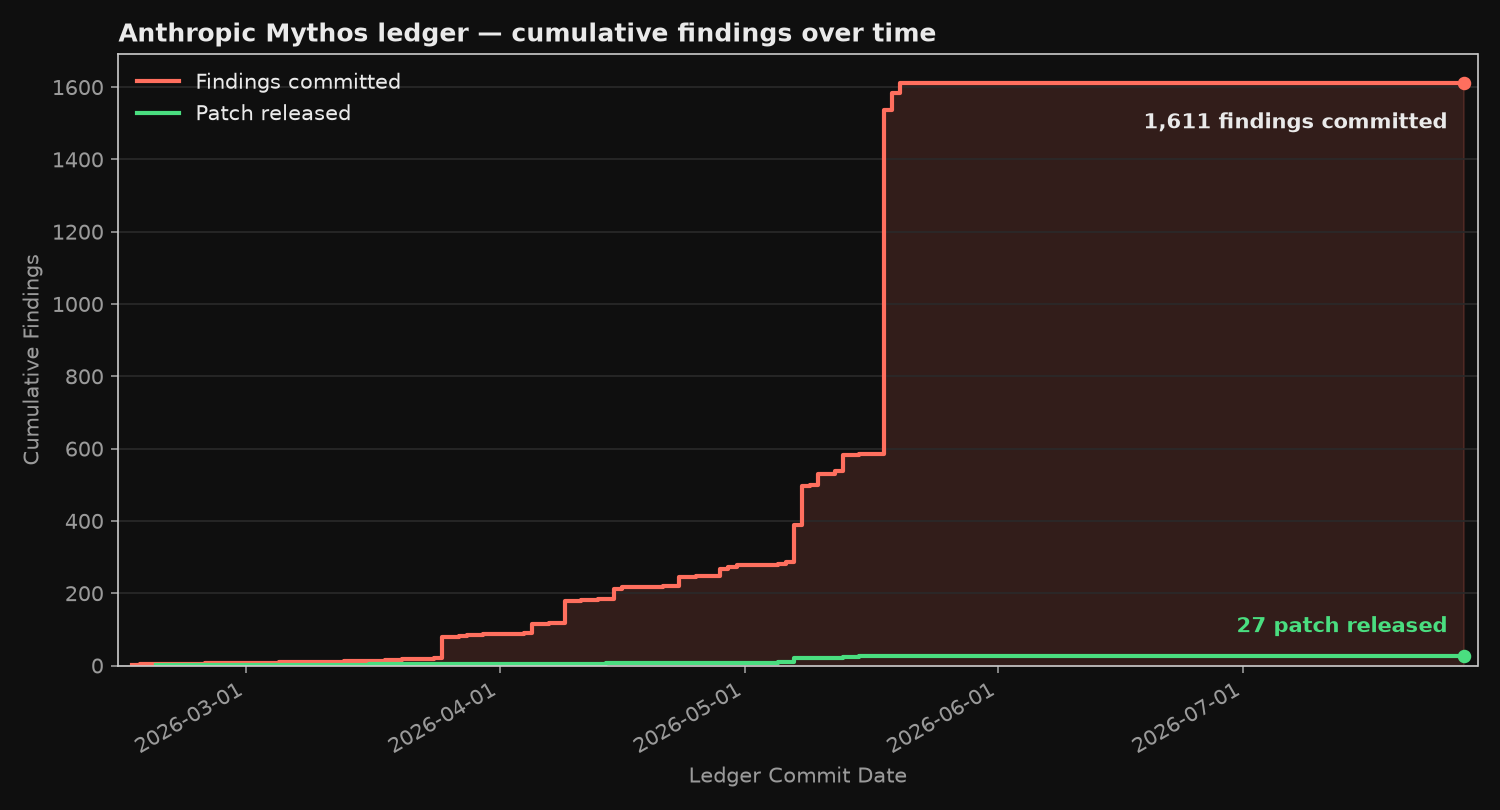 Anthropic Mythos ledger — cumulative findings over time
Findings committed
Patch released
1600
1400
1200
1000
800
600
400
200
0
Cumulative Findings
1,611 findings committed
27 patch released
2026-03-01
2026-04-01
2026-05-01
2026-06-01
2026-07-01
Ledger Commit Date